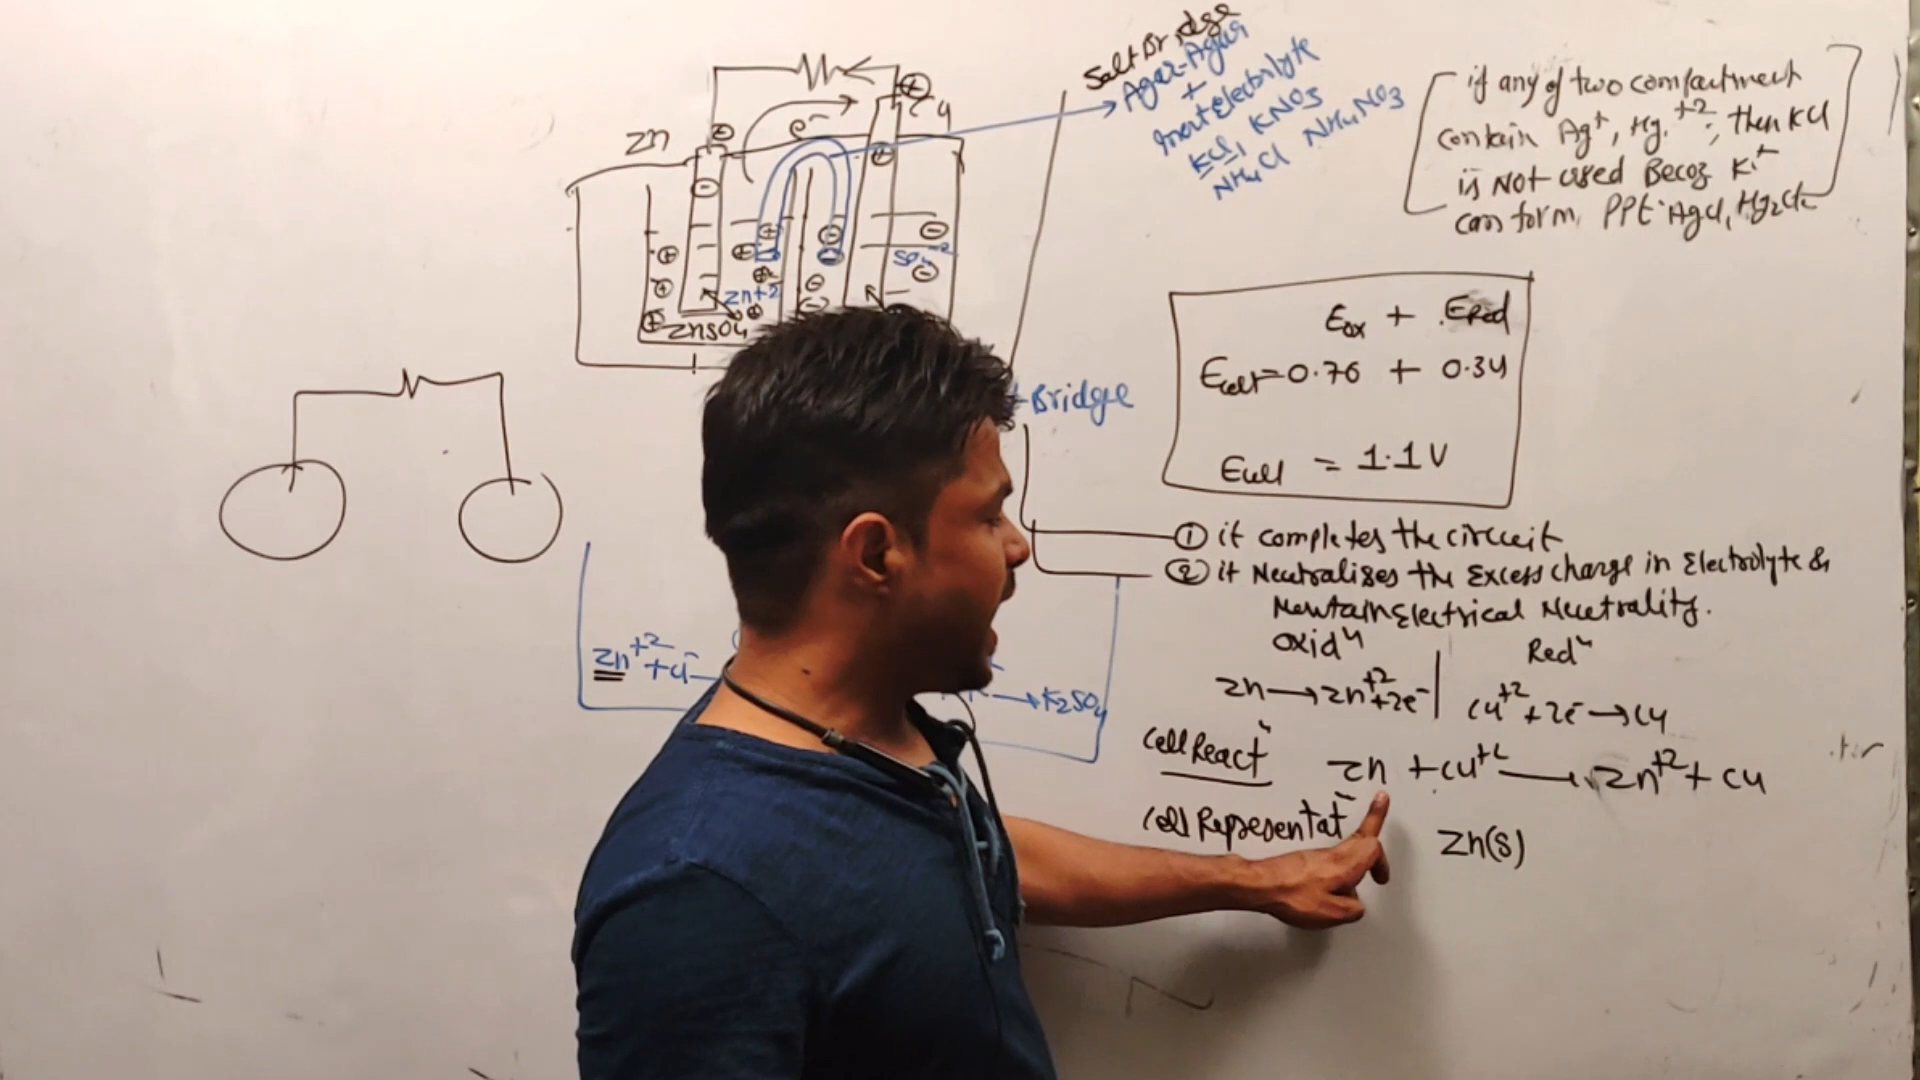 Zn
e-
Cu
Zn+2
ZnSO4
SO4-2
Salt Bridge
Agar-Agar
+
Inert Electrolyte
KCl, KNO3
NH4Cl NH4NO3
if any of two compartment
contain Ag+, Hg2+2, then KCl
is Not used Becoz
can form PPt. AgCl, Hg2Cl2
Eox + ERed
Ecell=0.76 + 0.34
Ecell = 1.1V
Bridge
① it completes the circuit
② it Neutralises the Excess charge in Electrolyte &
Mentain Electrical Neutrality.
Oxidn Redn
Zn→Zn+2+2e- | Cu+2+2e-→Cu
Zn+2+Cl-
→K2SO4
Cell Reactn Zn +Cu+2→Zn+2+Cu
Cell Representatn Zn(s)